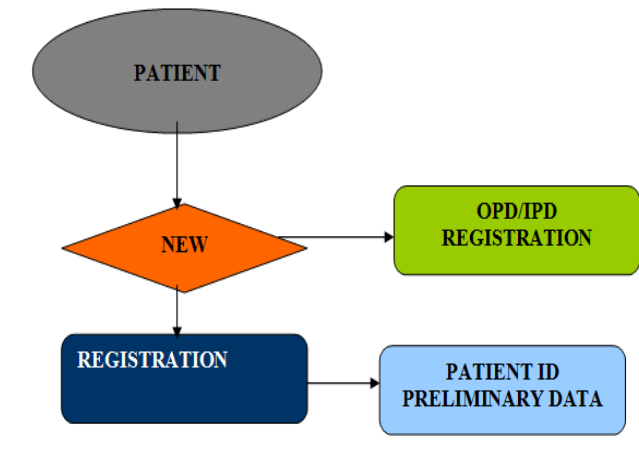 PATIENT
NEW
OPD/IPD
REGISTRATION
REGISTRATION
PATIENT ID
PRELIMINARY DATA